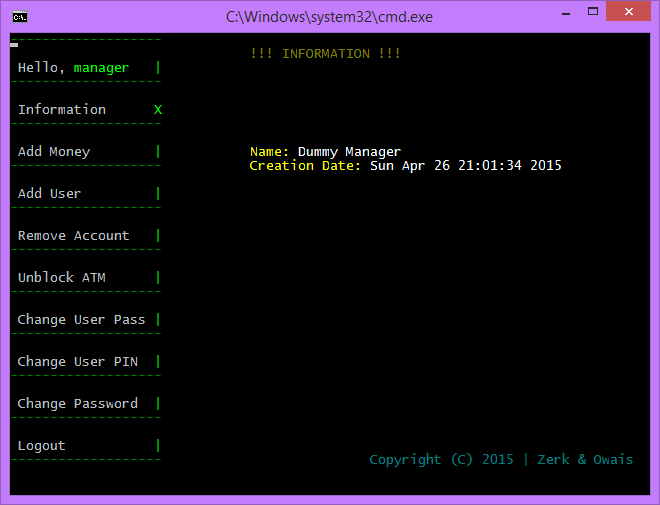 C:\Windows\system32\cmd.exe
!!! INFORMATION !!!
Hello, manager |
Information X
Add Money |
Name: Dummy Manager
Creation Date: Sun Apr 26 21:01:34 2015
Add User |
Remove Account |
Unblock ATM |
Change User Pass |
Change User PIN |
Change Password |
Logout |
Copyright (C) 2015 | Zerk & Owais